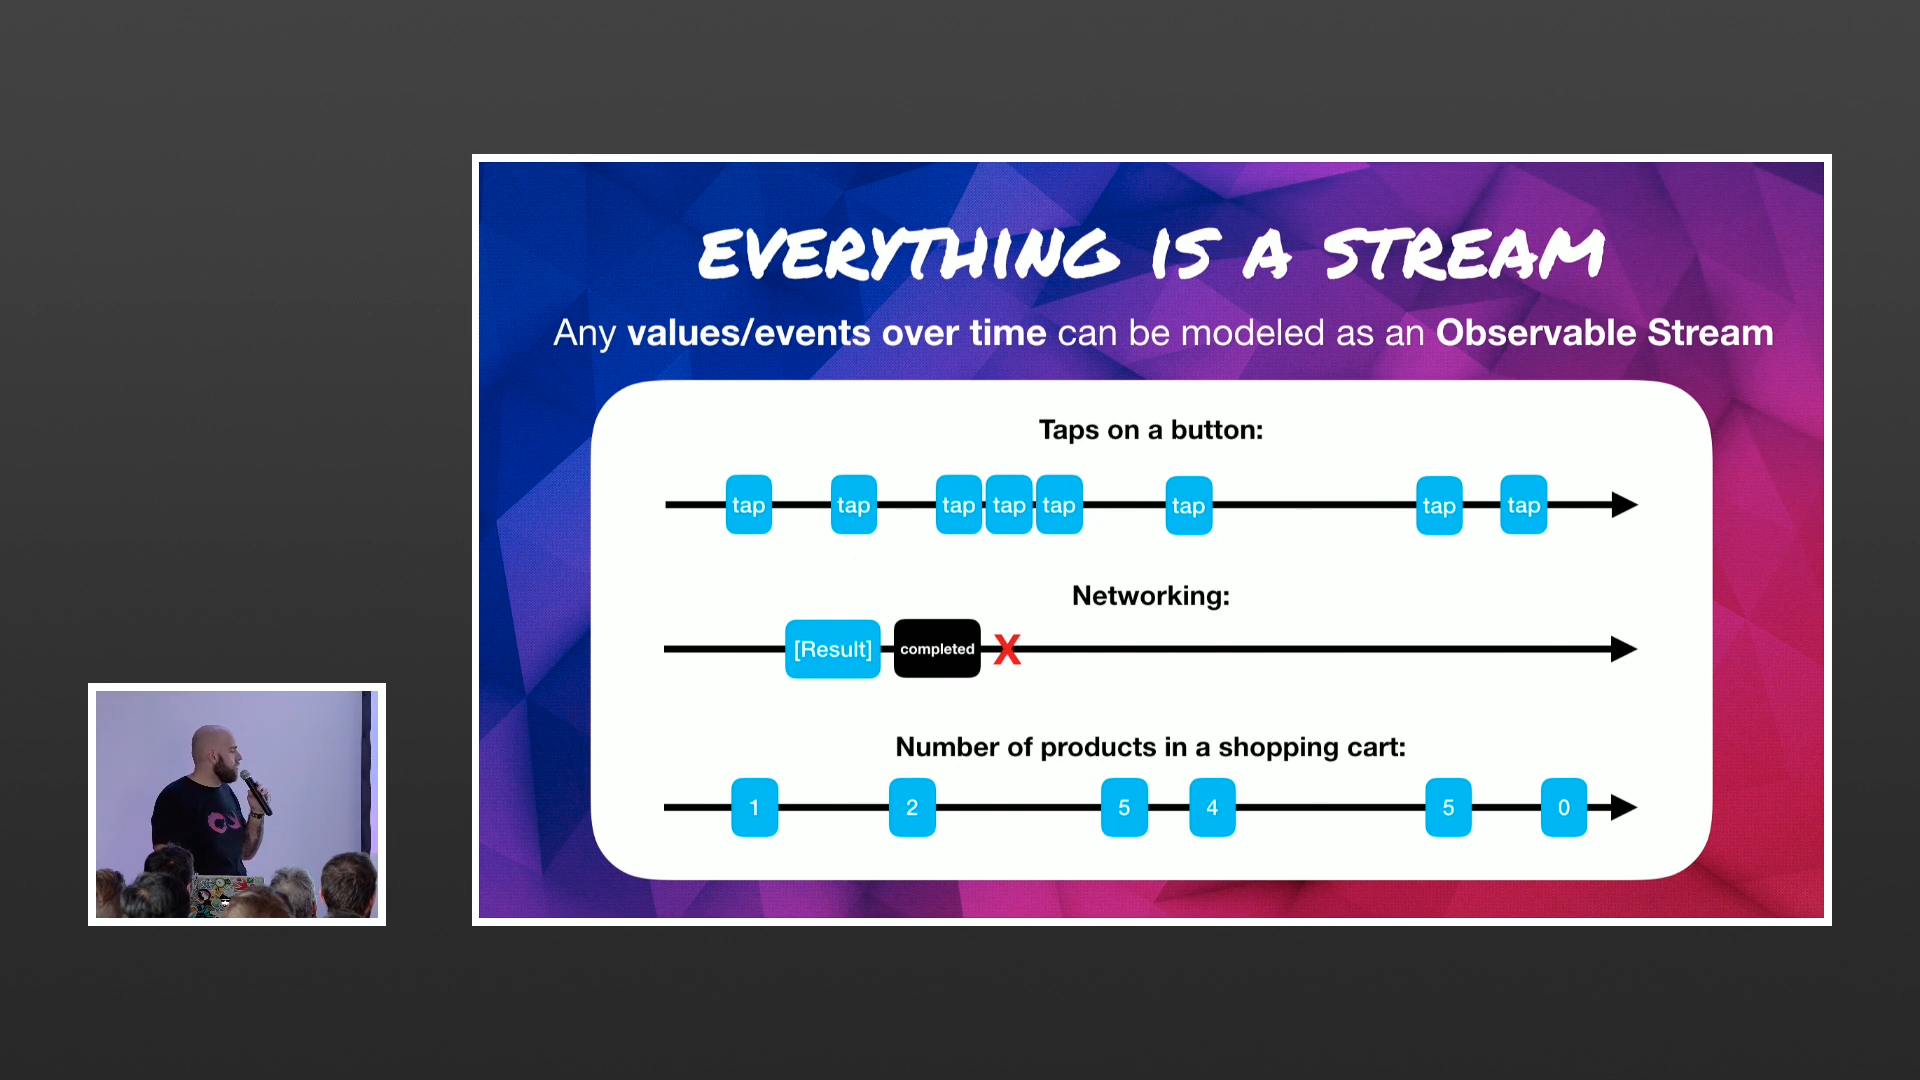 EVERYTHING IS A STREAM
Any values/events over time can be modeled as an Observable Stream
Taps on a button:
tap tap tap tap tap tap tap tap
Networking:
[Result] completed X
Number of products in a shopping cart:
1 2 5 4 5 0